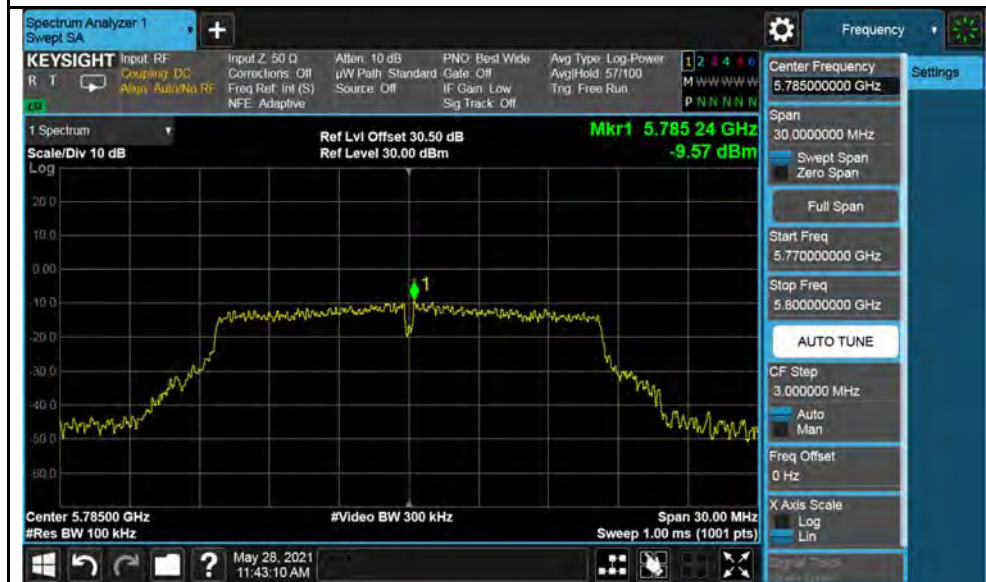 Spectrum Analyzer 1
Swept SA
+
Frequency
KEYSIGHT
R T
Input: RF
Coupling: DC
Align: Auto/No RF
Input Z: 50 Ω
Corrections: Off
Freq Ref: Int (S)
NFE: Adaptive
Atten: 10 dB
µW Path: Standard
Source: Off
PNO: Best Wide
Gate: Off
IF Gain: Low
Sig Track: Off
Avg Type: Log-Power
Avg|Hold: 57/100
Trig: Free Run
1 2 3 4 5 6
M W W W W W
P N N N N N
1 Spectrum
Scale/Div 10 dB
Log
Ref Lvl Offset 30.50 dB
Ref Level 30.00 dBm
Mkr1 5.785 24 GHz
-9.57 dBm
20.0
10.0
0.00
-10.0
-20.0
-30.0
-40.0
-50.0
-60.0
1
Center 5.78500 GHz
#Res BW 100 kHz
#Video BW 300 kHz
Span 30.00 MHz
Sweep 1.00 ms (1001 pts)
Center Frequency
5.785000000 GHz
Settings
Span
30.0000000 MHz
Swept Span
Zero Span
Full Span
Start Freq
5.770000000 GHz
Stop Freq
5.800000000 GHz
AUTO TUNE
CF Step
3.000000 MHz
Auto
Man
Freq Offset
0 Hz
X Axis Scale
Log
Lin
Signal Track
?
May 28, 2021
11:43:10 AM